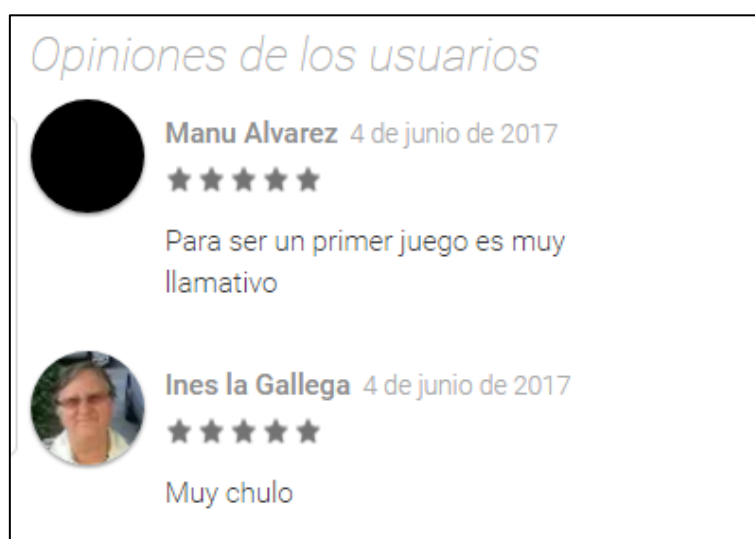 Opiniones de los usuarios
Manu Alvarez 4 de junio de 2017
Para ser un primer juego es muy
llamativo
Ines la Gallega 4 de junio de 2017
Muy chulo